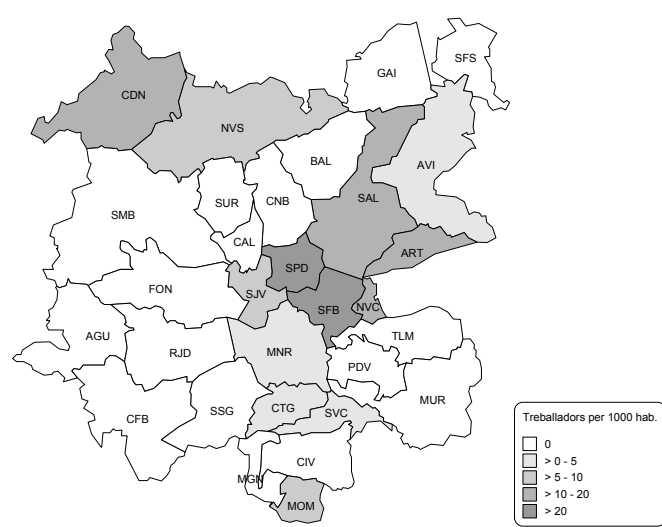 SFS
GAI
CDN
NVS
BAL
AVI
SAL
SUR
CNB
SMB
CAL
ART
SPD
FON
SJV
SFB
NVC
AGU
TLM
RJD
MNR
PDV
MUR
SSG
CTG
SVC
CFB
CIV
MGN
MOM
Treballadors per 1000 hab.
0
> 0 - 5
> 5 - 10
> 10 - 20
> 20